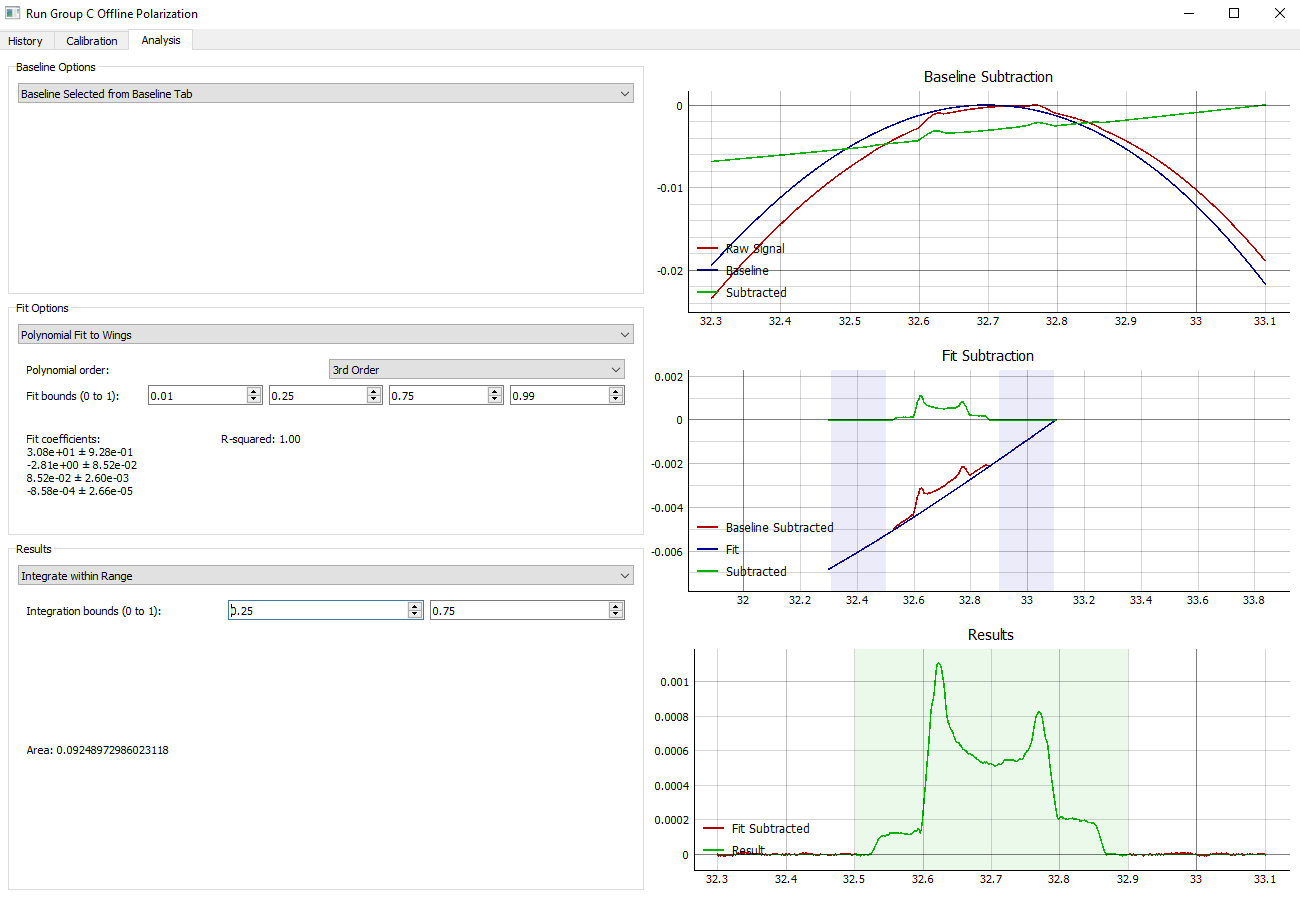 Run Group C Offline Polarization
History Calibration Analysis
Baseline Options
Baseline Selected from Baseline Tab
Fit Options
Polynomial Fit to Wings
Polynomial order: 3rd Order
Fit bounds (0 to 1): 0.01 0.25 0.75 0.99
Fit coefficients: R-squared: 1.00
3.08e+01 ± 9.28e-01
-2.81e+00 ± 8.52e-02
8.52e-02 ± 2.60e-03
-8.58e-04 ± 2.66e-05
Results
Integrate within Range
Integration bounds (0 to 1): 0.25 0.75
Area: 0.09248972986023118
Baseline Subtraction
0
-0.01
-0.02
Raw Signal
Baseline
Subtracted
32.3 32.4 32.5 32.6 32.7 32.8 32.9 33 33.1
Fit Subtraction
0.002
0
-0.002
-0.004
-0.006
Baseline Subtracted
Fit
Subtracted
32 32.2 32.4 32.6 32.8 33 33.2 33.4 33.6 33.8
Results
0.001
0.0008
0.0006
0.0004
0.0002
0
Fit Subtracted
Result
32.3 32.4 32.5 32.6 32.7 32.8 32.9 33 33.1